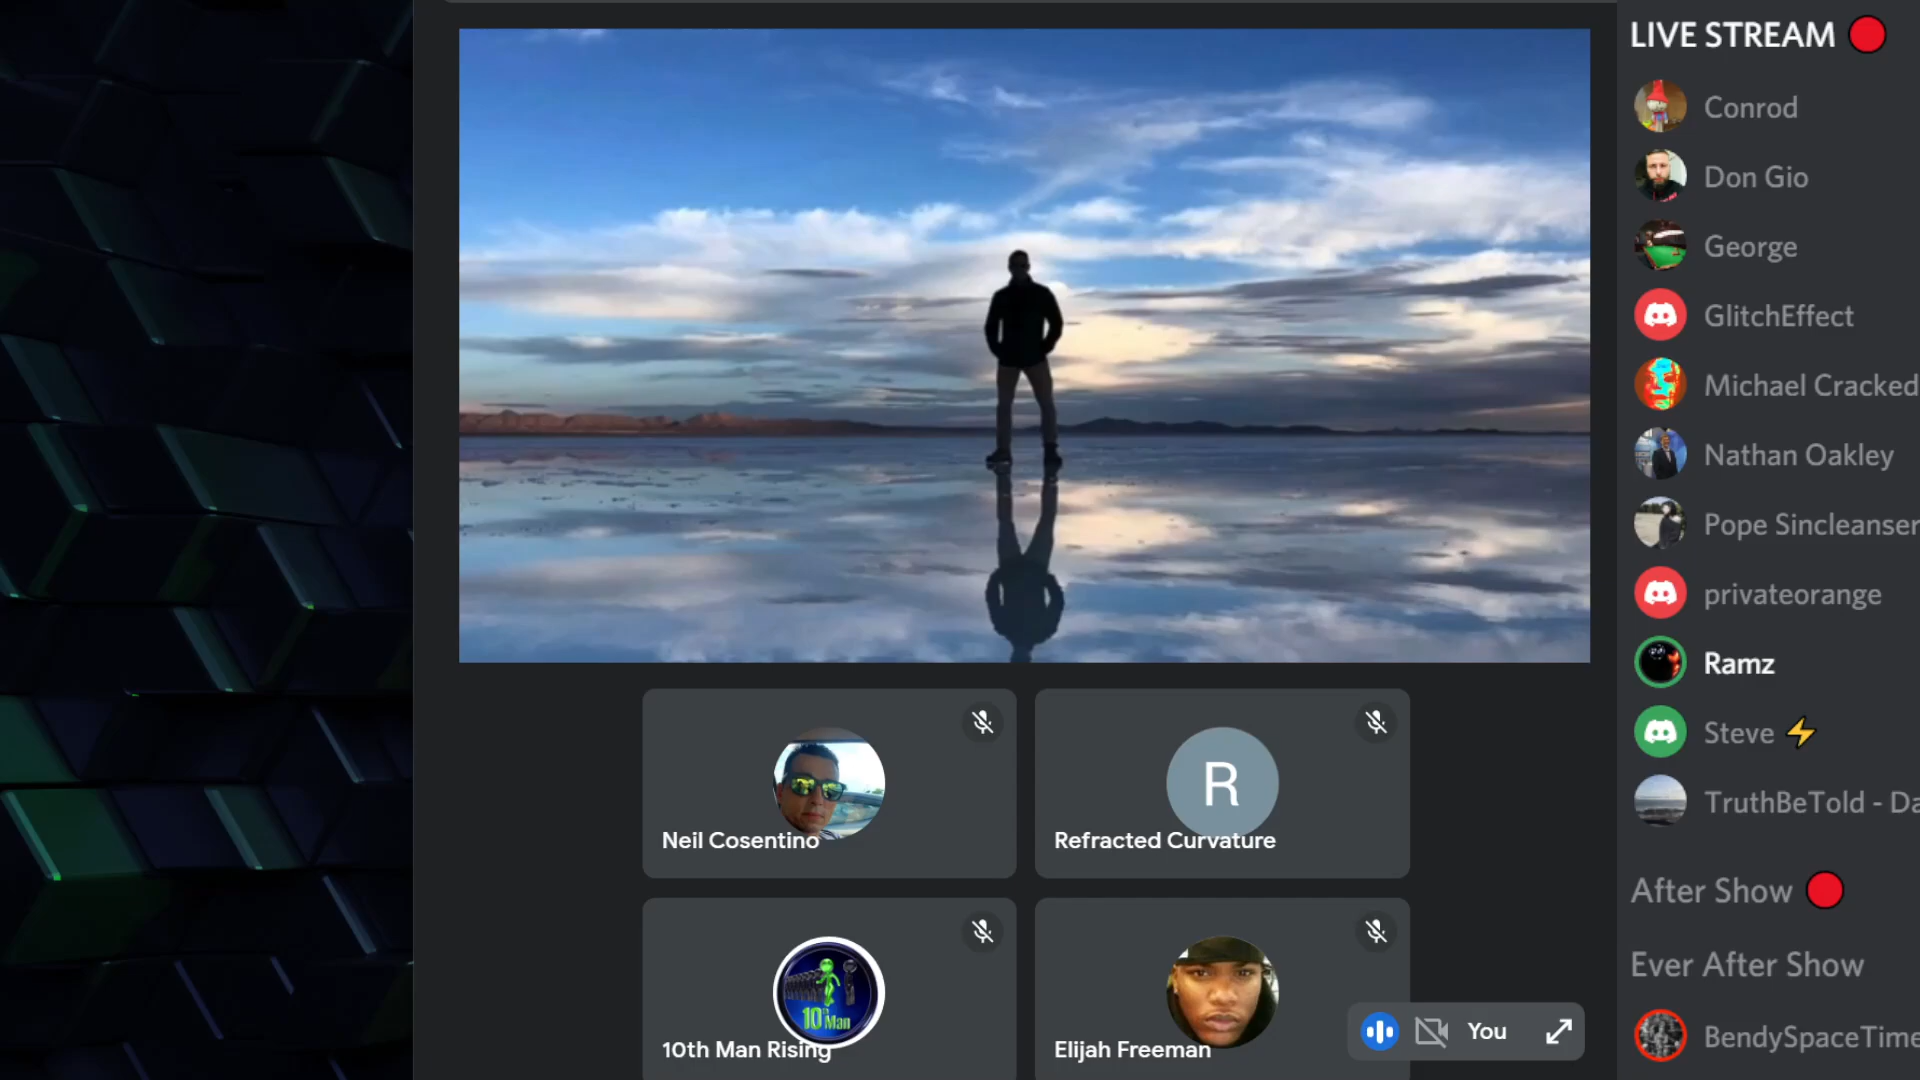 LIVE STREAM
Conrod
Don Gio
George
GlitchEffect
Michael Cracked
Nathan Oakley
Pope Sincleanser
privateorange
Ramz
Steve
TruthBeTold - Da
After Show
Ever After Show
BendySpaceTime
Neil Cosentino
R
Refracted Curvature
10th Man
10th Man Rising
Elijah Freeman
You